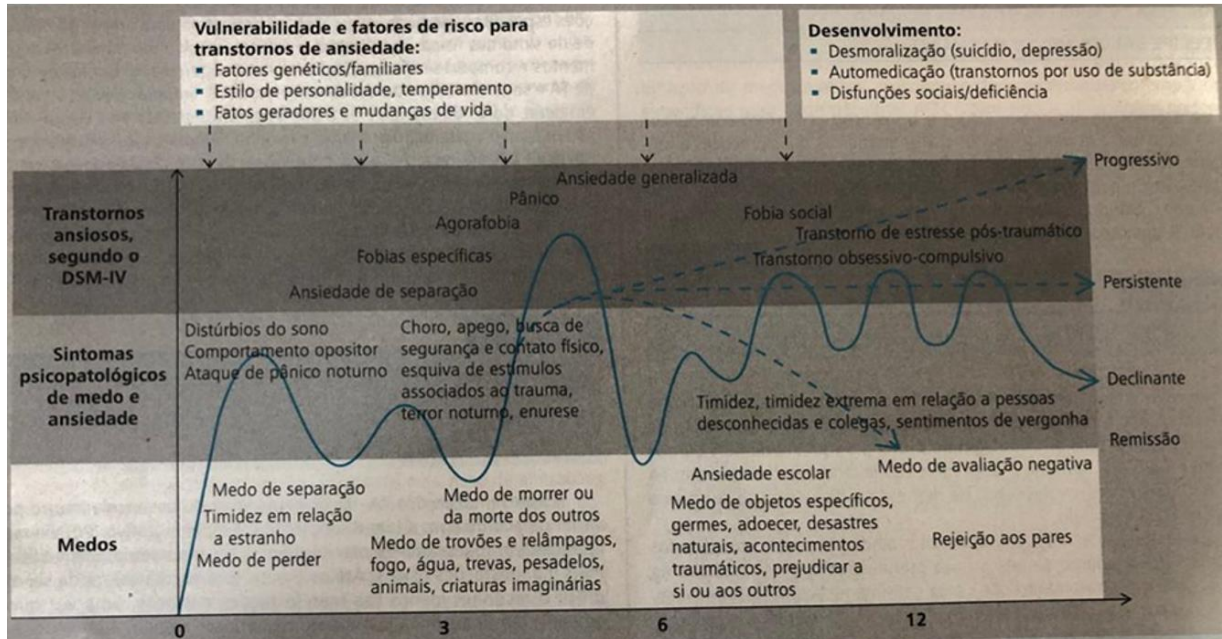 Vulnerabilidade e fatores de risco para
transtornos de ansiedade:
▪ Fatores genéticos/familiares
▪ Estilo de personalidade, temperamento
▪ Fatos geradores e mudanças de vida
Desenvolvimento:
▪ Desmoralização (suicídio, depressão)
▪ Automedicação (transtornos por uso de substância)
▪ Disfunções sociais/deficiência
Transtornos
ansiosos,
segundo o
DSM-IV
Ansiedade generalizada
Pânico
Agorafobia
Fobias específicas
Ansiedade de separação
Fobia social
Transtorno de estresse pós-traumático
Transtorno obsessivo-compulsivo
Progressivo
Persistente
Declinante
Remissão
Sintomas
psicopatológicos
de medo e
ansiedade
Distúrbios do sono
Comportamento opositor
Ataque de pânico noturno
Choro, apego, busca de
segurança e contato físico,
esquiva de estímulos
associados ao trauma,
terror noturno, enurese
Timidez, timidez extrema em relação a pessoas
desconhecidas e colegas, sentimentos de vergonha
Medos
Medo de separação
Timidez em relação
a estranho
Medo de perder
Medo de morrer ou
da morte dos outros
Medo de trovões e relâmpagos,
fogo, água, trevas, pesadelos,
animais, criaturas imaginárias
Ansiedade escolar
Medo de objetos específicos,
germes, adoecer, desastres
naturais, acontecimentos
traumáticos, prejudicar a
si ou aos outros
Medo de avaliação negativa
Rejeição aos pares
0
3
6
12